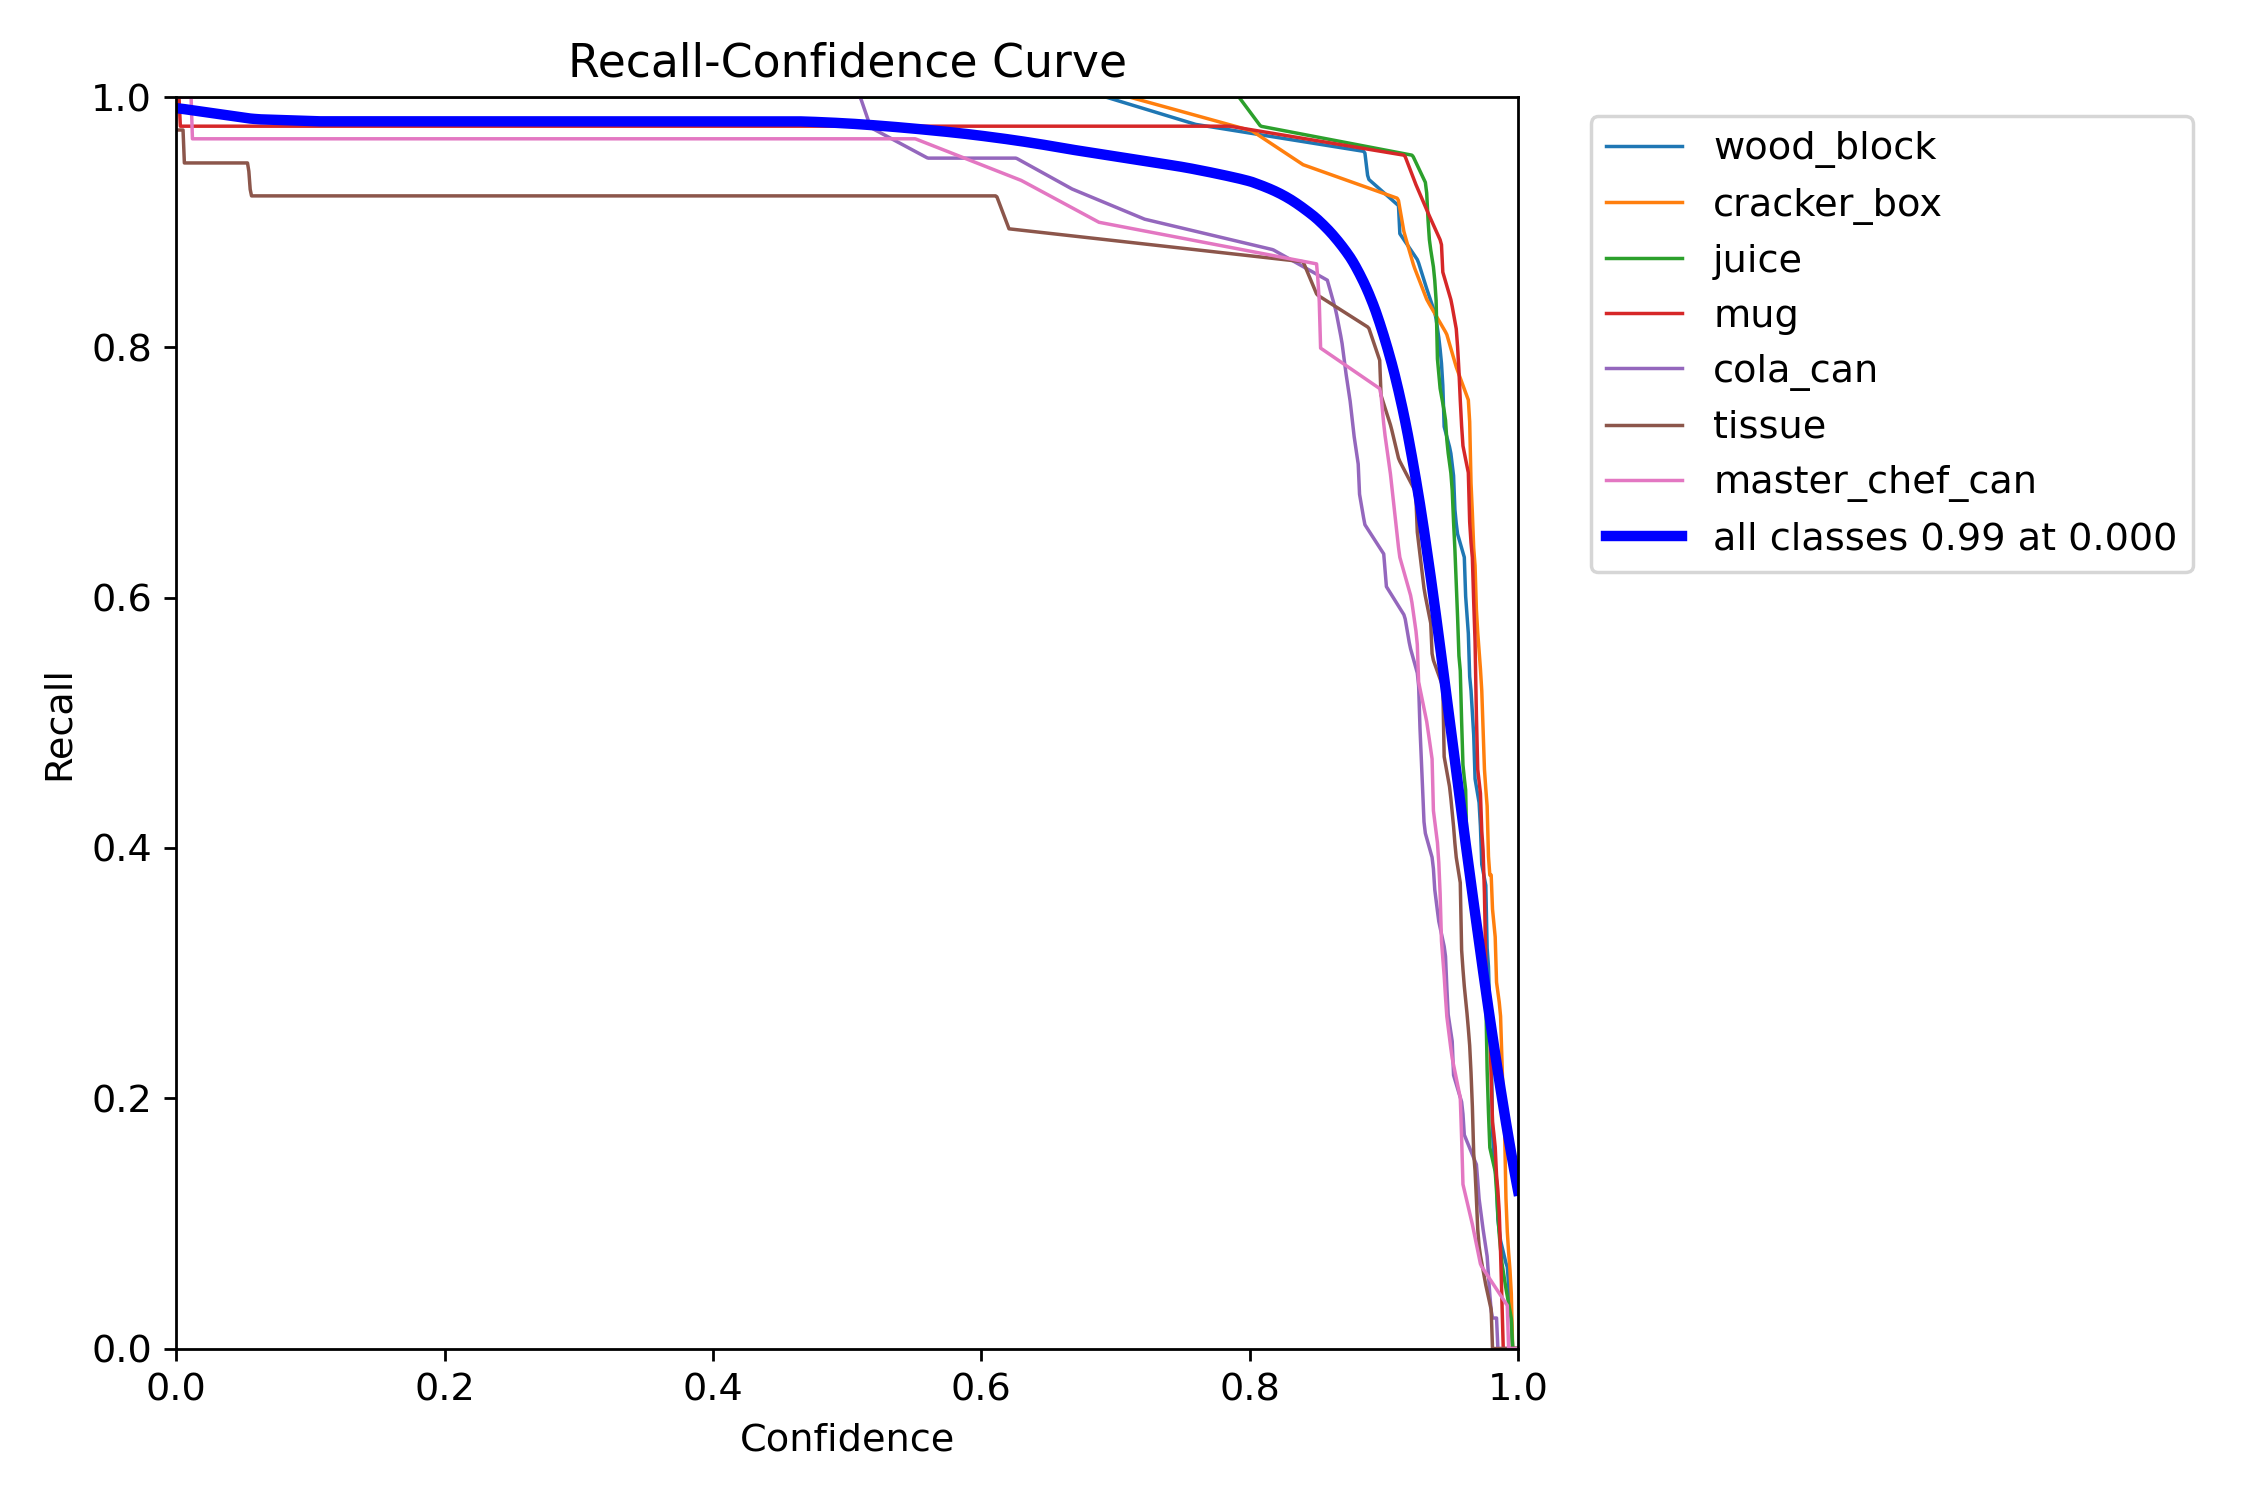 Recall-Confidence Curve
1.0
0.8
0.6
0.4
0.2
0.0
Recall
0.0 0.2 0.4 0.6 0.8 1.0
Confidence
wood_block
cracker_box
juice
mug
cola_can
tissue
master_chef_can
all classes 0.99 at 0.000